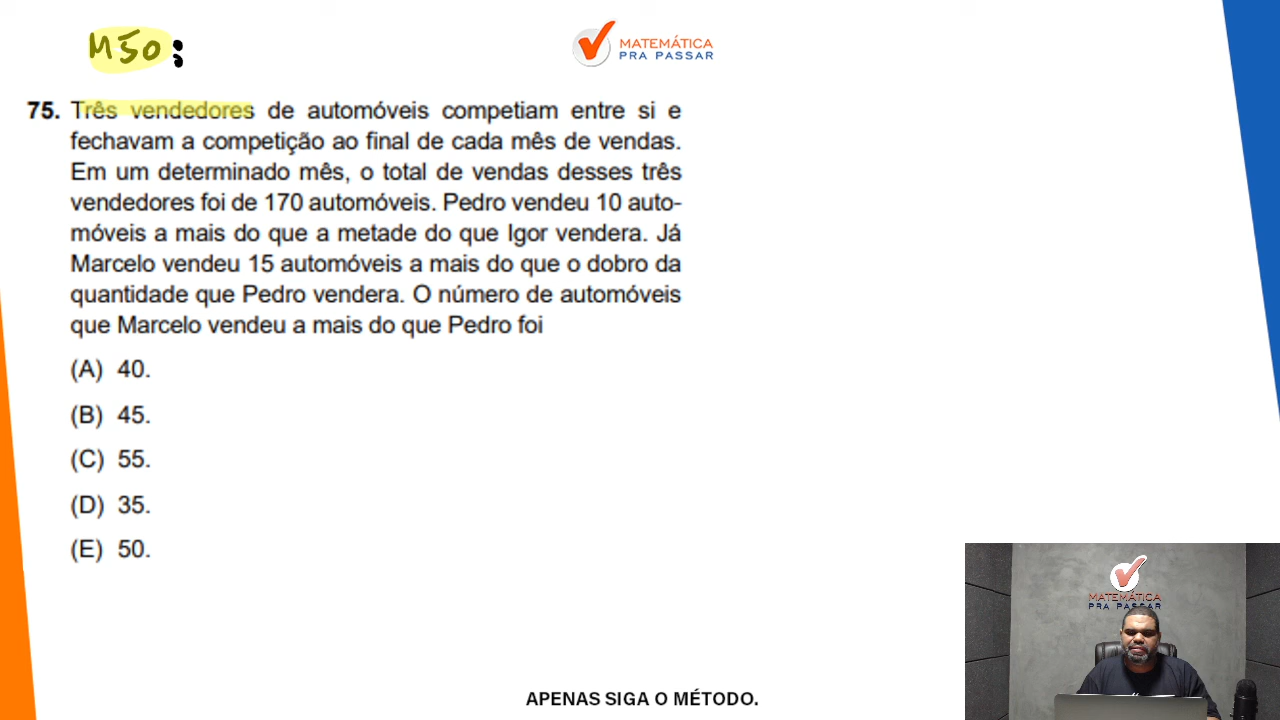 M50:
MATEMÁTICA
PRA PASSAR
75. Três vendedores de automóveis competiam entre si e
fechavam a competição ao final de cada mês de vendas.
Em um determinado mês, o total de vendas desses três
vendedores foi de 170 automóveis. Pedro vendeu 10 auto-
móveis a mais do que a metade do que Igor vendera. Já
Marcelo vendeu 15 automóveis a mais do que o dobro da
quantidade que Pedro vendera. O número de automóveis
que Marcelo vendeu a mais do que Pedro foi
(A) 40.
(B) 45.
(C) 55.
(D) 35.
(E) 50.
MATEMÁTICA
PRA PASSAR
APENAS SIGA O MÉTODO.